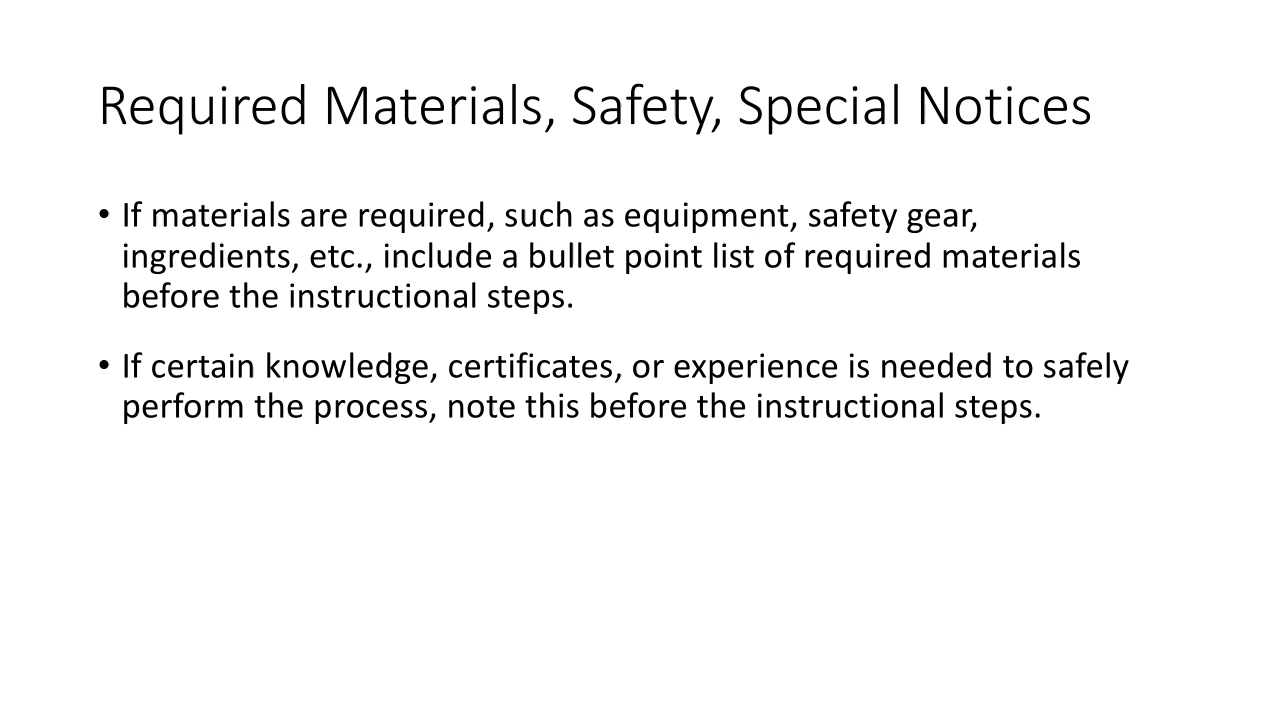 Required Materials, Safety, Special Notices
• If materials are required, such as equipment, safety gear,
ingredients, etc., include a bullet point list of required materials
before the instructional steps.
• If certain knowledge, certificates, or experience is needed to safely
perform the process, note this before the instructional steps.